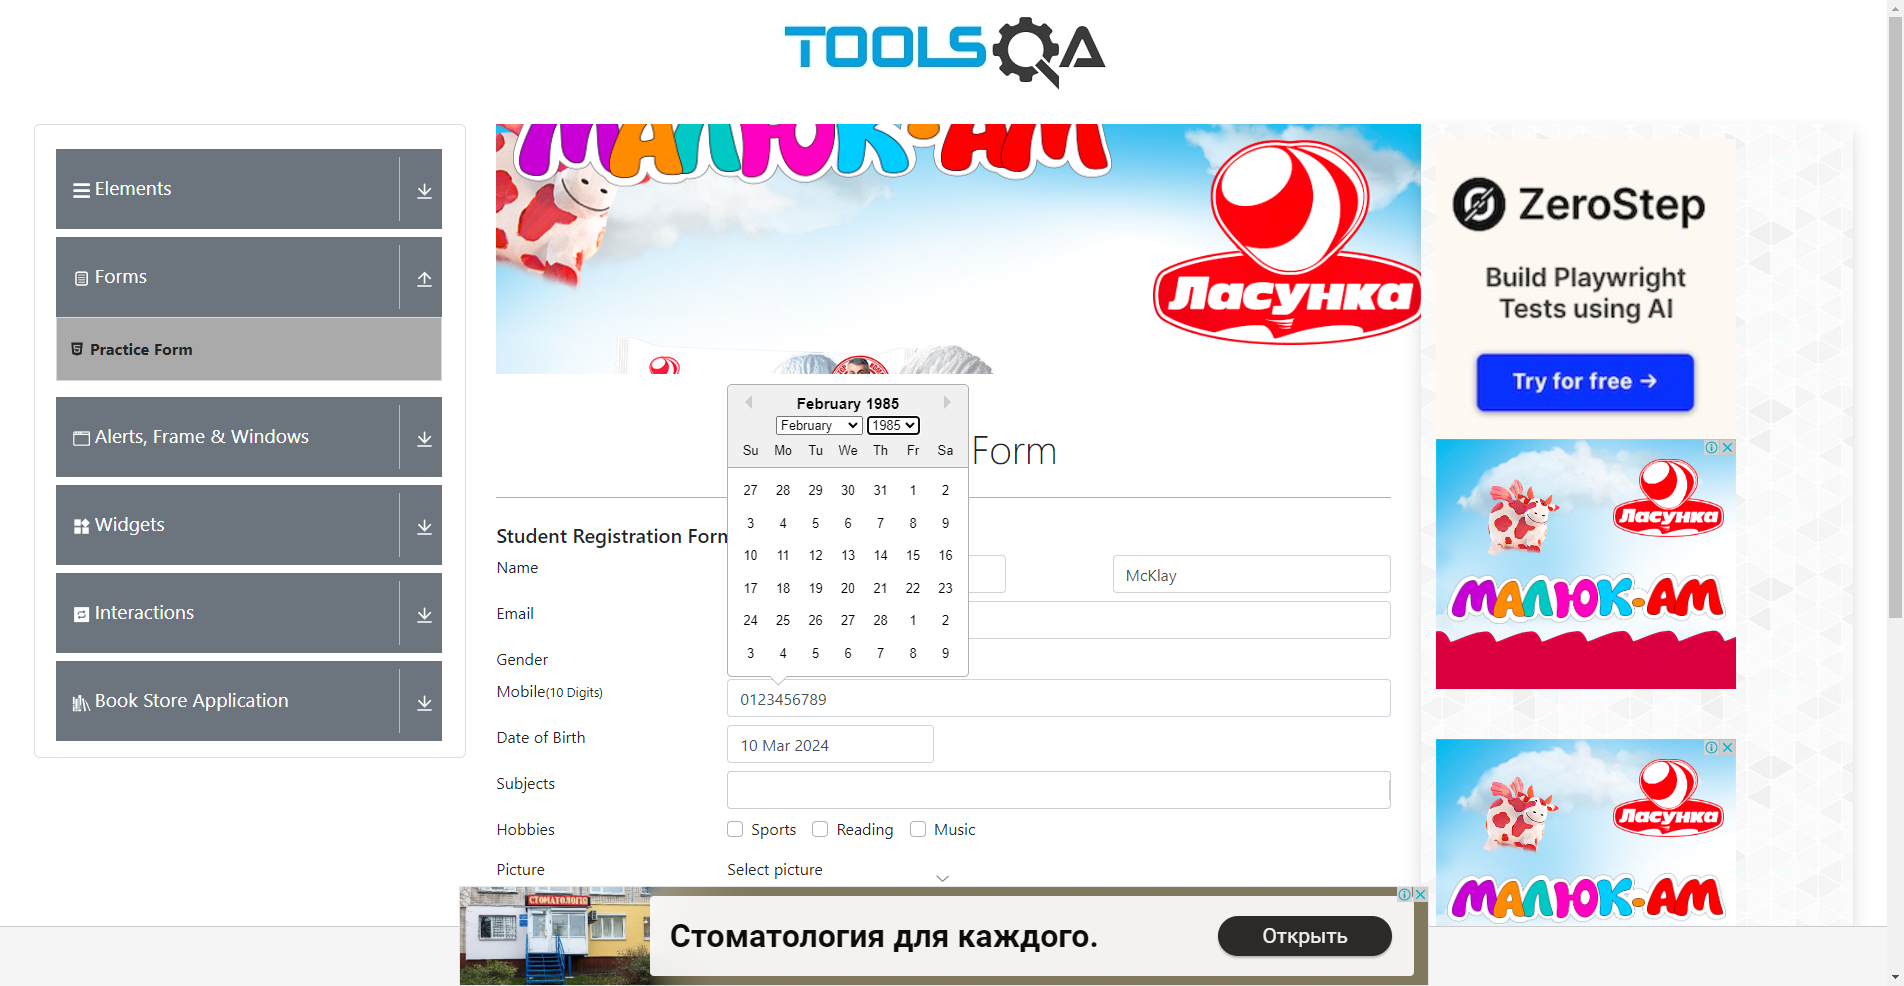 TOOLSQA
Elements
Forms
Practice Form
Alerts, Frame & Windows
Widgets
Interactions
Book Store Application
МАЛЮК-АМ
Ласунка
February 1985
February 1985
Su Mo Tu We Th Fr Sa
27 28 29 30 31 1 2
3 4 5 6 7 8 9
10 11 12 13 14 15 16
17 18 19 20 21 22 23
24 25 26 27 28 1 2
3 4 5 6 7 8 9
Form
Student Registration Form
Name
McKlay
Email
Gender
Mobile(10 Digits)
0123456789
Date of Birth
10 Mar 2024
Subjects
Hobbies
Sports Reading Music
Picture
Select picture
СТОМАТОЛОГІЯ
Стоматология для каждого.
Открыть
ZeroStep
Build Playwright
Tests using AI
Try for free →
Ласунка
МАЛЮК-АМ
Ласунка
МАЛЮК-АМ